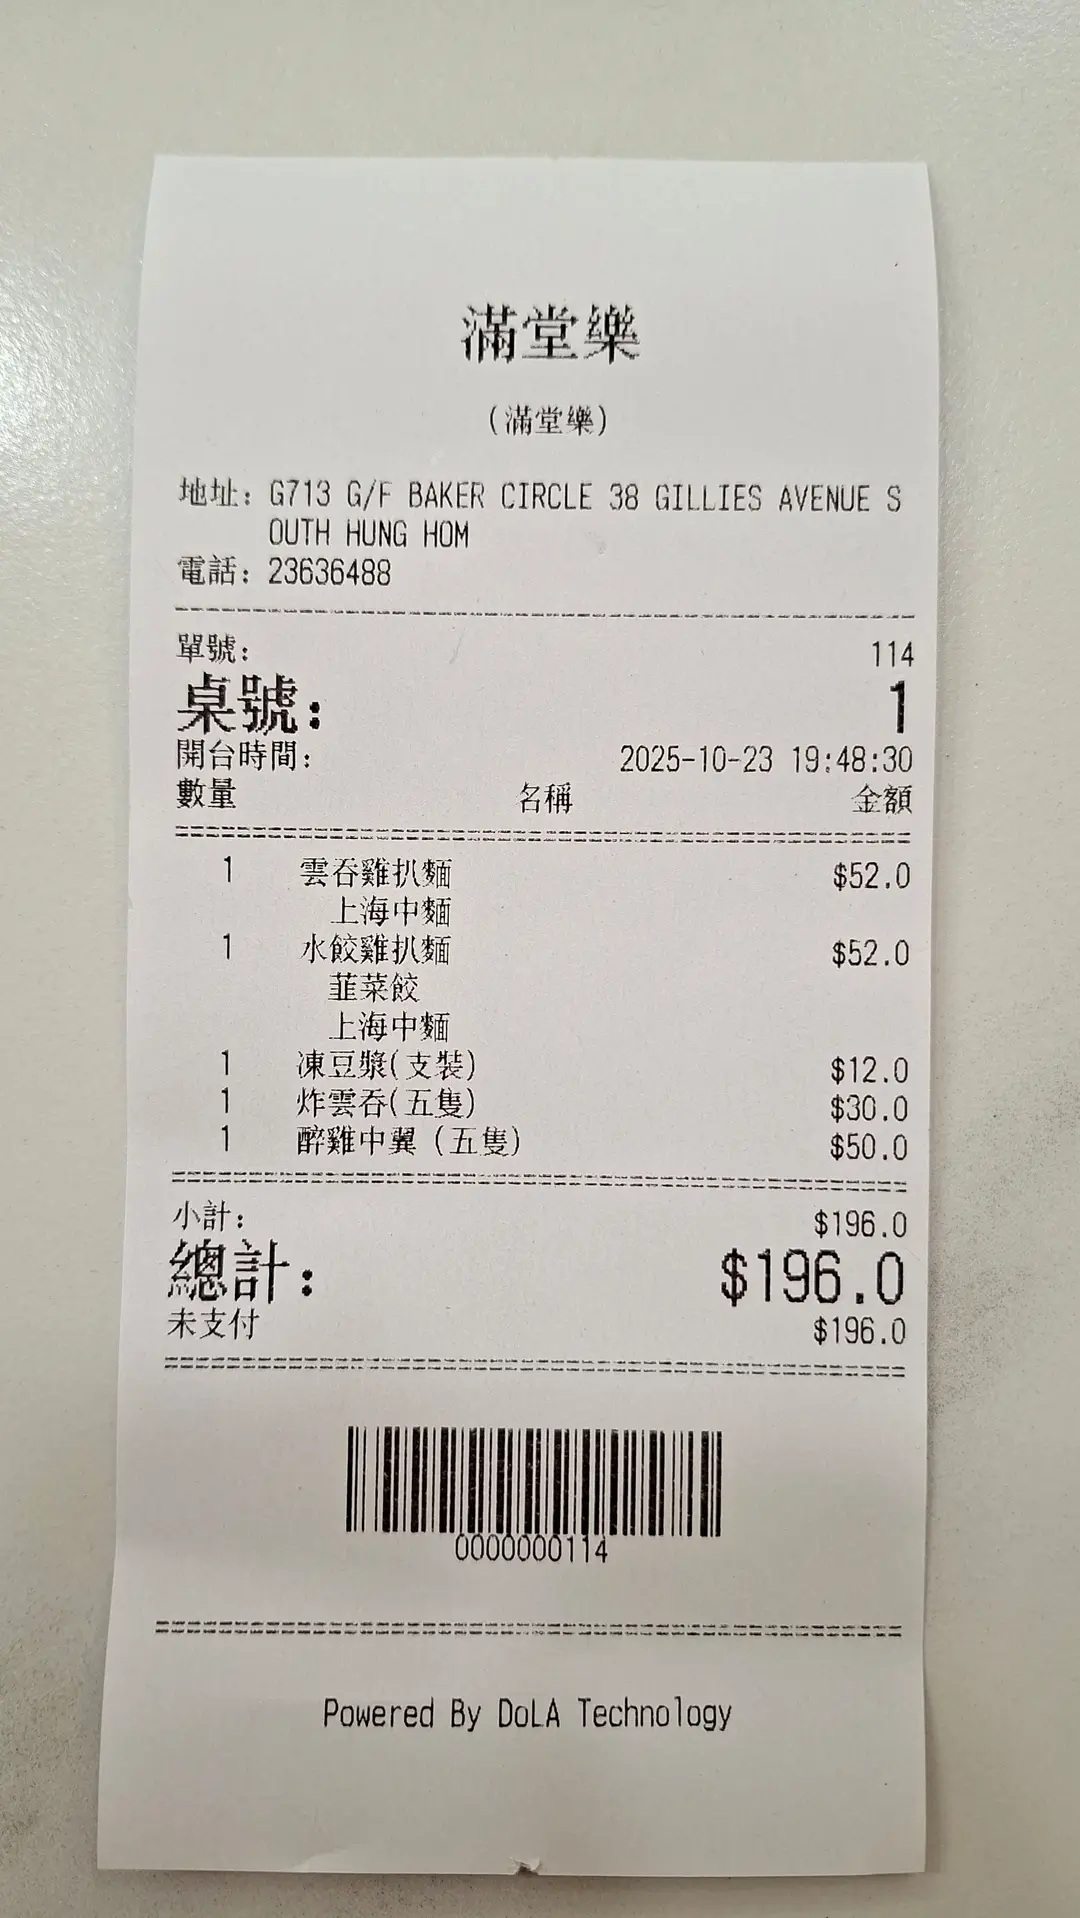 滿堂樂
(滿堂樂)
地址：G713 G/F BAKER CIRCLE 38 GILLIES AVENUE S
OUTH HUNG HOM
電話：23636488
單號： 114
桌號： 1
開台時間： 2025-10-23 19:48:30
數量 名稱 金額
1 雲吞雞扒麵 $52.0
上海中麵
1 水餃雞扒麵 $52.0
韮菜餃
上海中麵
1 凍豆漿(支裝) $12.0
1 炸雲吞(五隻) $30.0
1 醉雞中翼（五隻） $50.0
小計： $196.0
總計： $196.0
未支付 $196.0
0000000114
Powered By DoLA Technology